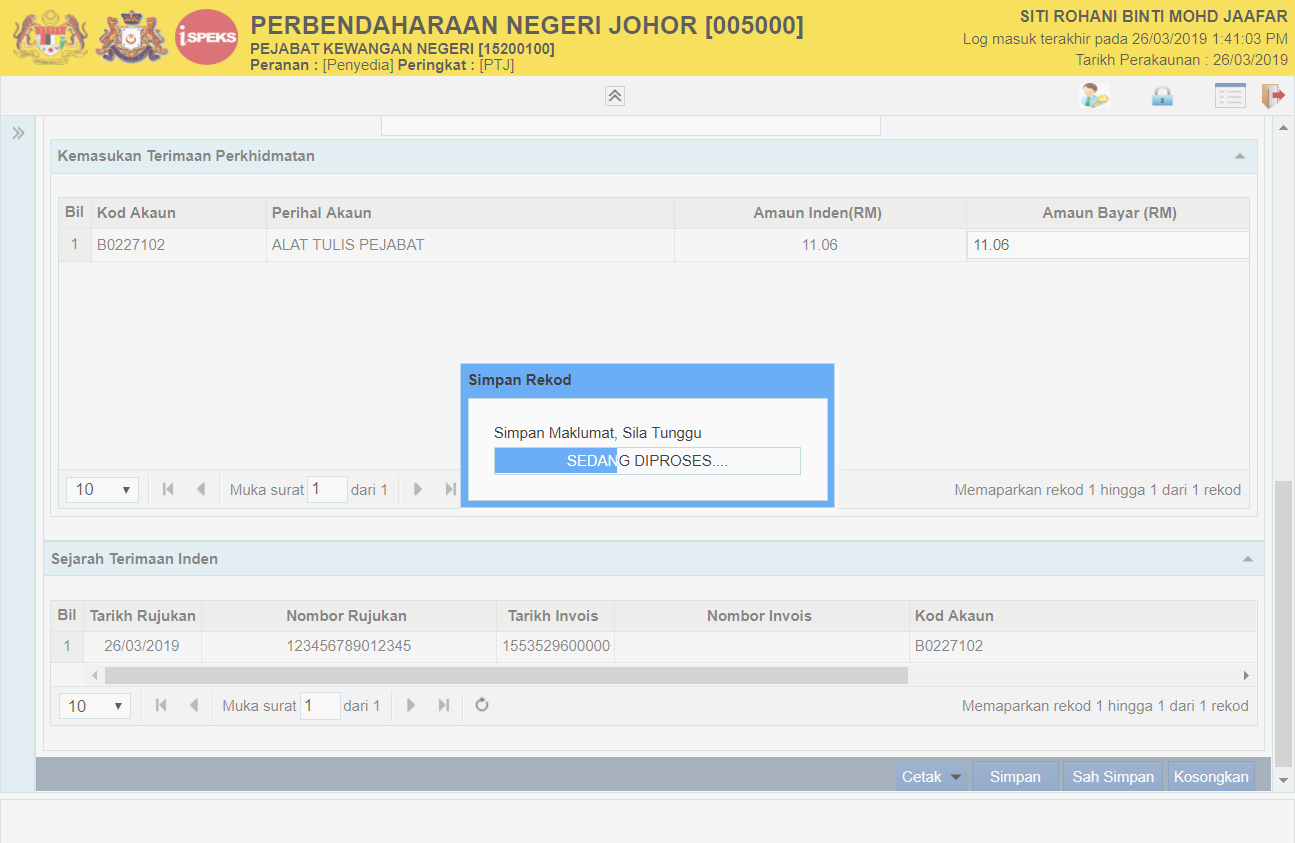 iSPEKS
PERBENDAHARAAN NEGERI JOHOR [005000]
PEJABAT KEWANGAN NEGERI [15200100]
Peranan : [Penyedia] Peringkat : [PTJ]
SITI ROHANI BINTI MOHD JAAFAR
Log masuk terakhir pada 26/03/2019 1:41:03 PM
Tarikh Perakaunan : 26/03/2019
Kemasukan Terimaan Perkhidmatan
Bil Kod Akaun Perihal Akaun Amaun Inden(RM) Amaun Bayar (RM)
1 B0227102 ALAT TULIS PEJABAT 11.06 11.06
Simpan Rekod
Simpan Maklumat, Sila Tunggu
SEDANG DIPROSES....
10 Muka surat 1 dari 1 Memaparkan rekod 1 hingga 1 dari 1 rekod
Sejarah Terimaan Inden
Bil Tarikh Rujukan Nombor Rujukan Tarikh Invois Nombor Invois Kod Akaun
1 26/03/2019 123456789012345 1553529600000 B0227102
10 Muka surat 1 dari 1 Memaparkan rekod 1 hingga 1 dari 1 rekod
Cetak Simpan Sah Simpan Kosongkan